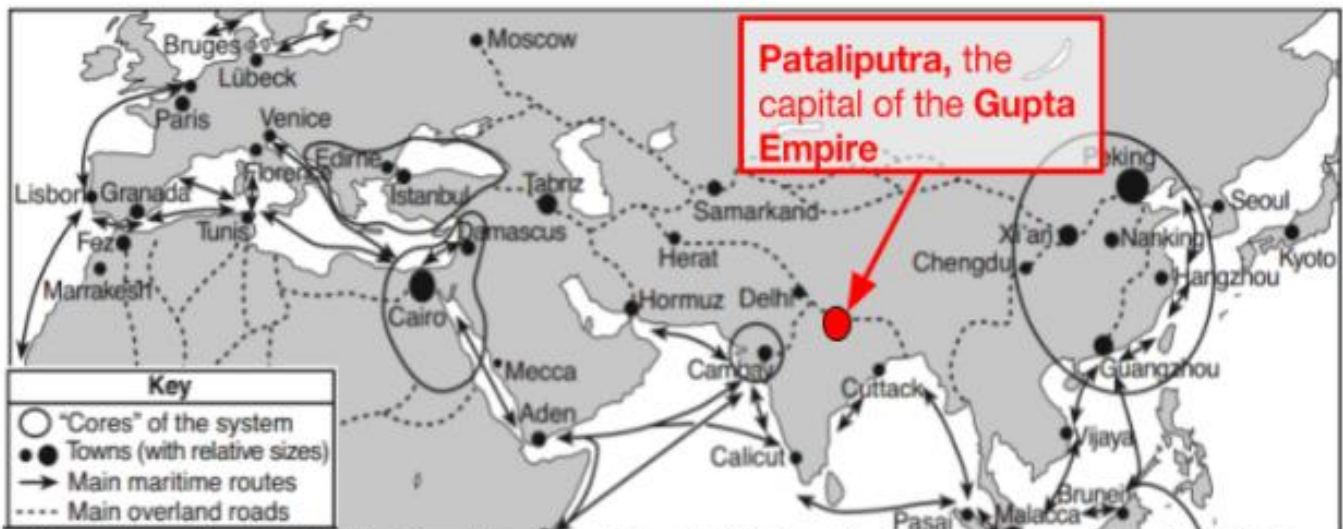 Bruges
Lübeck
Moscow
Paris
Venice
Florence
Edirne
Istanbul
Lisbon
Granada
Tunis
Fez
Marrakesh
Tabriz
Damascus
Cairo
Samarkand
Herat
Hormuz
Delhi
Mecca
Aden
Cambay
Cuttack
Calicut
Pataliputra, the
capital of the Gupta
Empire
Peking
Xi'an
Nanking
Chengdu
Hangzhou
Seoul
Kyoto
Guangzhou
Vijaya
Brunei
Malacca
Pasai
Key
"Cores" of the system
Towns (with relative sizes)
Main maritime routes
Main overland roads